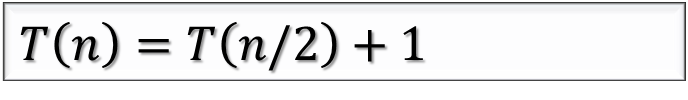 T(n) = T(n/2) + 1